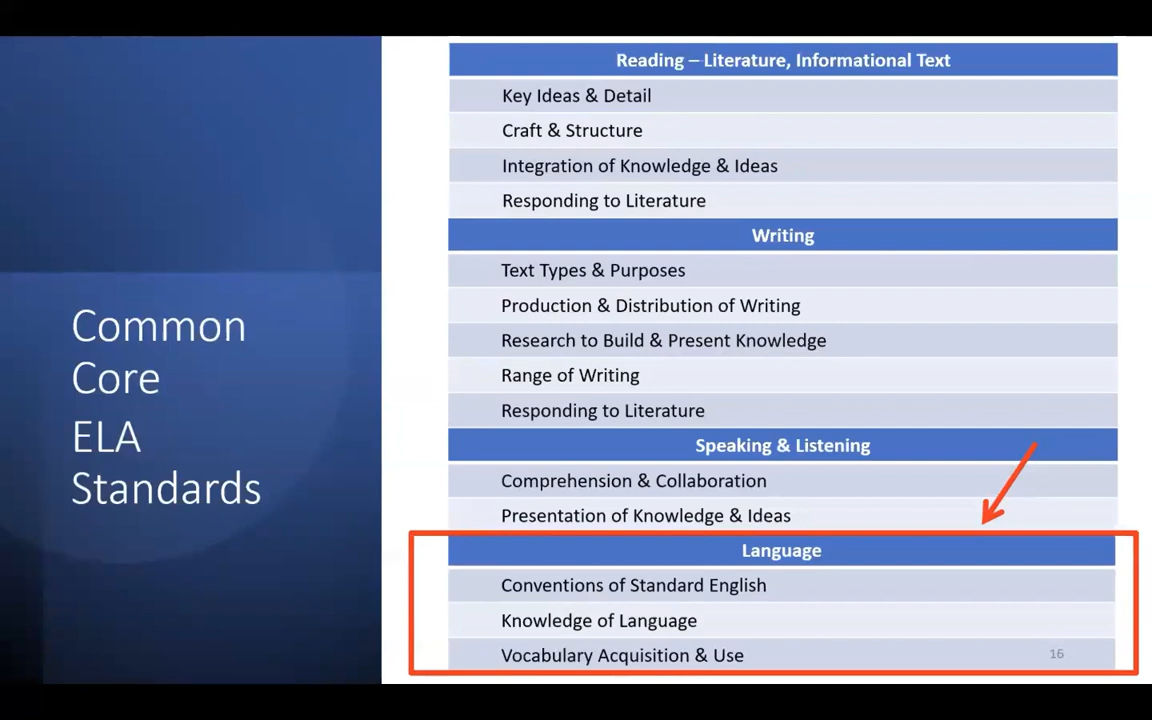 Common
Core
ELA
Standards
Reading – Literature, Informational Text
Key Ideas & Detail
Craft & Structure
Integration of Knowledge & Ideas
Responding to Literature
Writing
Text Types & Purposes
Production & Distribution of Writing
Research to Build & Present Knowledge
Range of Writing
Responding to Literature
Speaking & Listening
Comprehension & Collaboration
Presentation of Knowledge & Ideas
Language
Conventions of Standard English
Knowledge of Language
Vocabulary Acquisition & Use
16